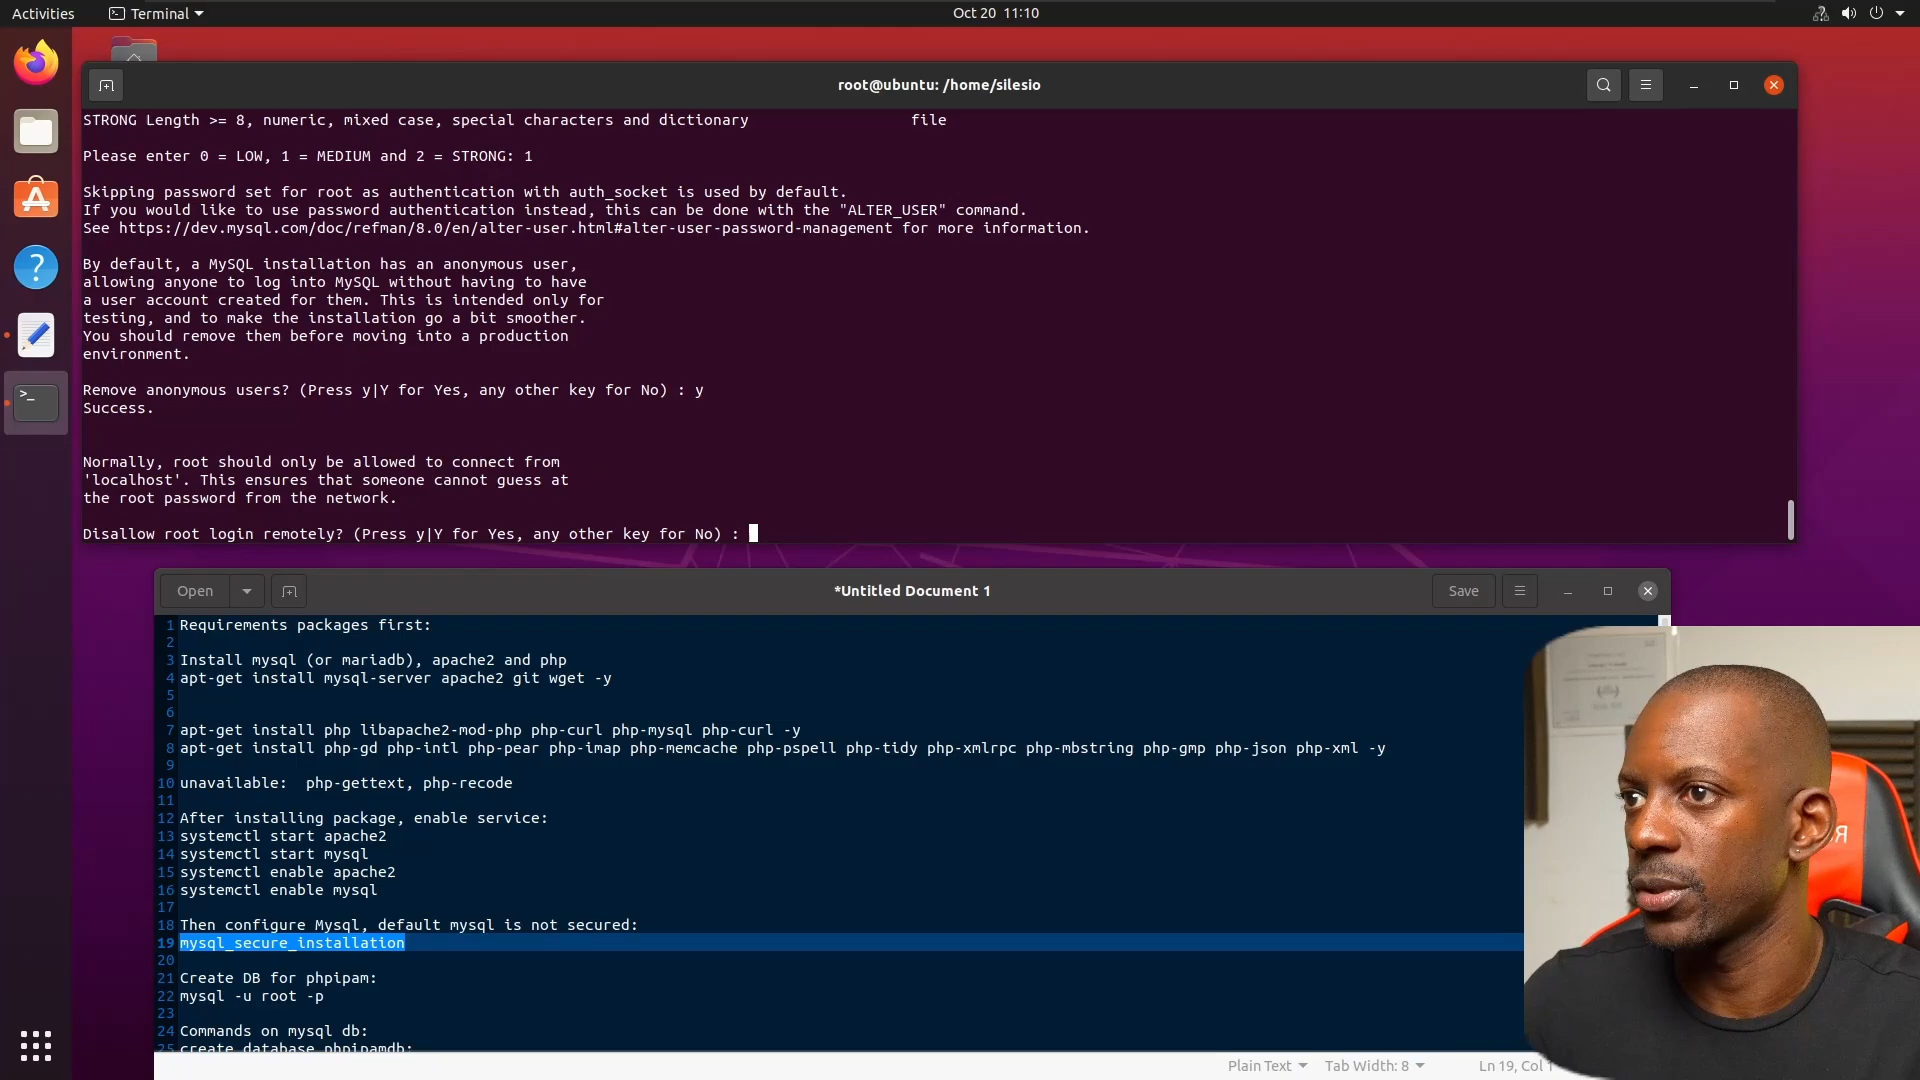 Activities
Terminal
Oct 20 11:10
root@ubuntu: /home/silesio
STRONG Length >= 8, numeric, mixed case, special characters and dictionary file
Please enter 0 = LOW, 1 = MEDIUM and 2 = STRONG: 1
Skipping password set for root as authentication with auth_socket is used by default.
If you would like to use password authentication instead, this can be done with the "ALTER_USER" command.
See https://dev.mysql.com/doc/refman/8.0/en/alter-user.html#alter-user-password-management for more information.
By default, a MySQL installation has an anonymous user,
allowing anyone to log into MySQL without having to have
a user account created for them. This is intended only for
testing, and to make the installation go a bit smoother.
You should remove them before moving into a production
environment.
Remove anonymous users? (Press y|Y for Yes, any other key for No) : y
Success.
Normally, root should only be allowed to connect from
'localhost'. This ensures that someone cannot guess at
the root password from the network.
Disallow root login remotely? (Press y|Y for Yes, any other key for No) :
Open
*Untitled Document 1
Save
1 Requirements packages first:
2
3 Install mysql (or mariadb), apache2 and php
4 apt-get install mysql-server apache2 git wget -y
5
6
7 apt-get install php libapache2-mod-php php-curl php-mysql php-curl -y
8 apt-get install php-gd php-intl php-pear php-imap php-memcache php-pspell php-tidy php-xmlrpc php-mbstring php-gmp php-json php-xml -y
9
10 unavailable:  php-gettext, php-recode
11
12 After installing package, enable service:
13 systemctl start apache2
14 systemctl start mysql
15 systemctl enable apache2
16 systemctl enable mysql
17
18 Then configure Mysql, default mysql is not secured:
19 mysql_secure_installation
20
21 Create DB for phpipam:
22 mysql -u root -p
23
24 Commands on mysql db:
25 create database phpipamdb;
Plain Text
Tab Width: 8
Ln 19, Col 1